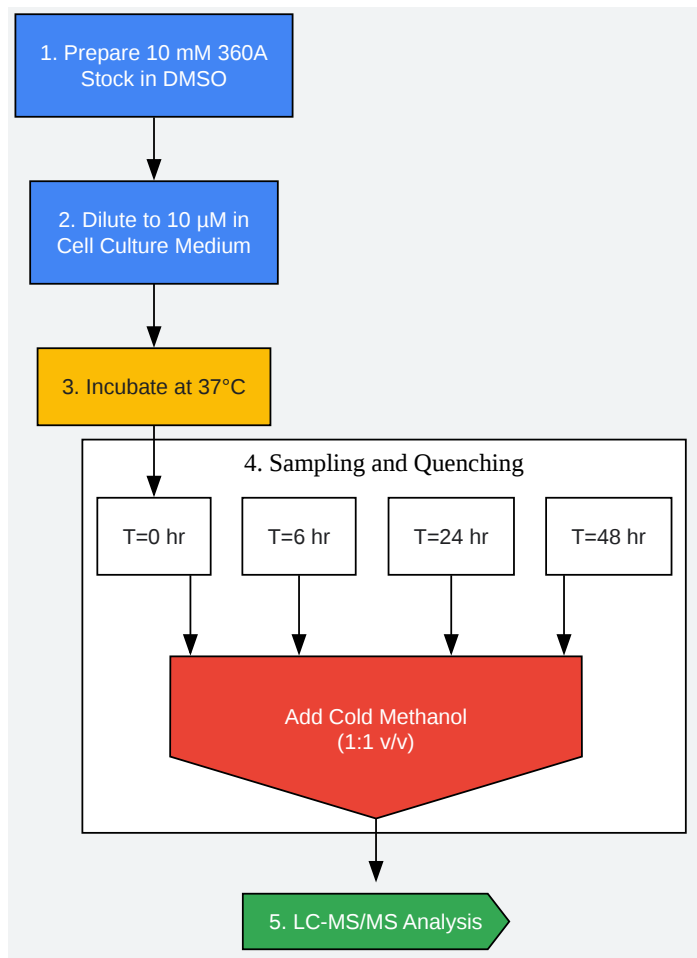 1. Prepare 10 mM 360A
Stock in DMSO
2. Dilute to 10 µM in
Cell Culture Medium
3. Incubate at 37°C
4. Sampling and Quenching
T=0 hr
T=6 hr
T=24 hr
T=48 hr
Add Cold Methanol
(1:1 v/v)
5. LC-MS/MS Analysis